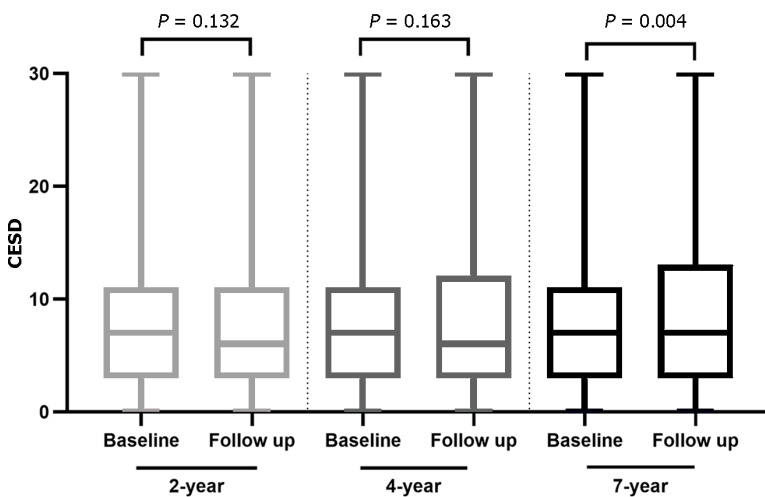 P = 0.132
P = 0.163
P = 0.004
30
20
10
0
CESD
Baseline Follow up Baseline Follow up Baseline Follow up
2-year 4-year 7-year